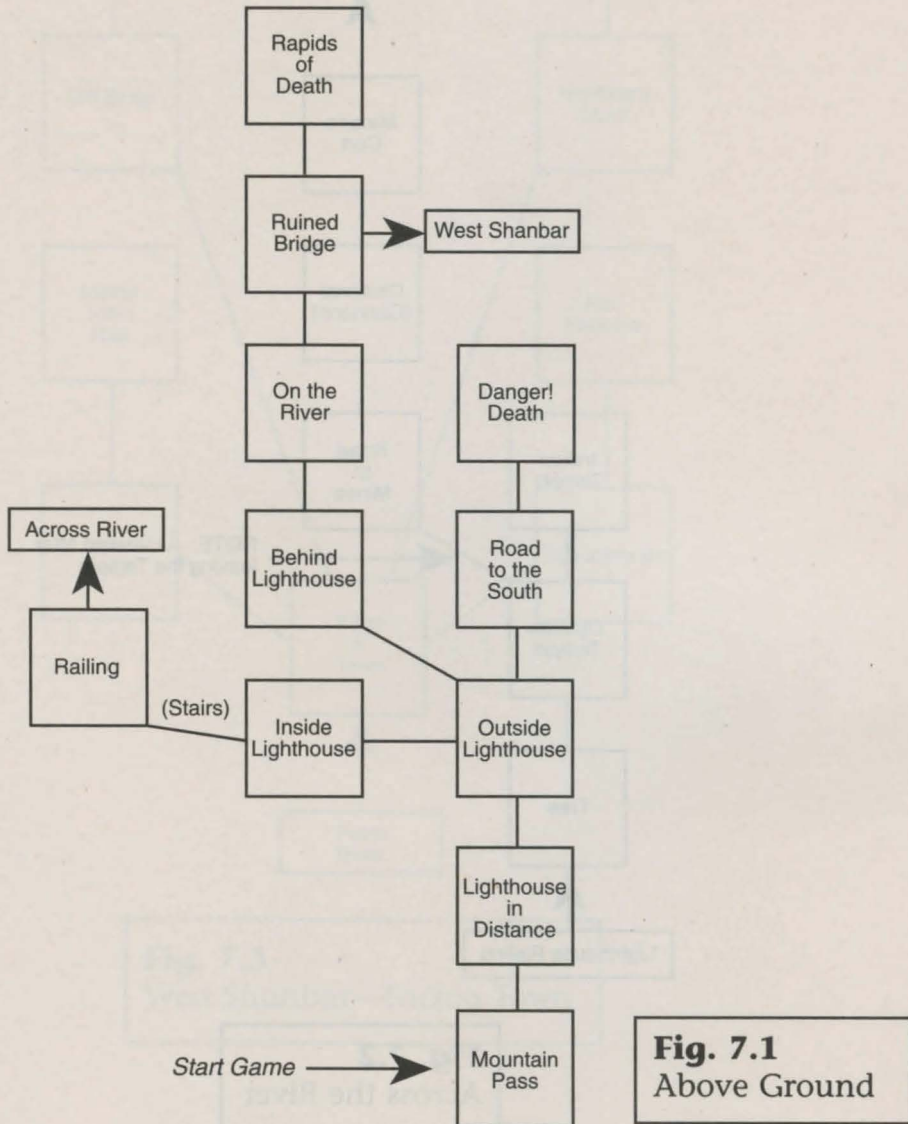 Rapids
of
Death
Ruined
Bridge
West Shanbar
On the
River
Danger!
Death
Across River
Behind
Lighthouse
Road
to the
South
Railing
(Stairs)
Inside
Lighthouse
Outside
Lighthouse
Lighthouse
in
Distance
Start Game
Mountain
Pass
Fig. 7.1
Above Ground